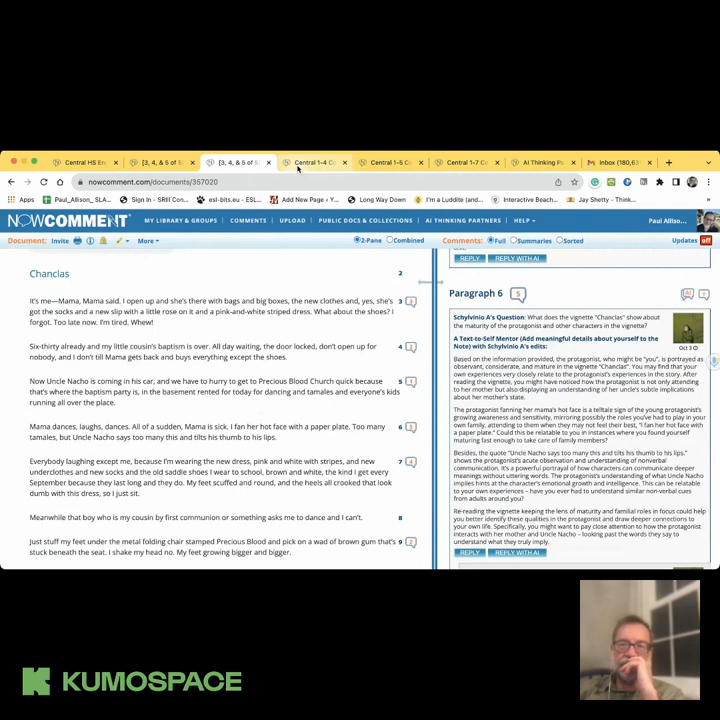 Central HS En
[3, 4, & 5 of 5
[3, 4, & 5 of 5
Central 1-4 Co
Central 1-5 Co
Central 1-7 Co
AI Thinking P
Inbox (180,63
nowcomment.com/documents/357020
Apps
Paul_Allison_SLA...
Sign In - SRIII Con...
esl-bits.eu - ESL...
Add New Page ‹ Y...
Long Way Down
I'm a Luddite (and...
Interactive Beach...
Jay Shetty - Think...
NOWCOMMENT
MY LIBRARY & GROUPS
COMMENTS
UPLOAD
PUBLIC DOCS & COLLECTIONS
AI THINKING PARTNERS
HELP
Paul Alliso...
Document: Invite
More
2-Pane
Combined
Comments:
Full
Summaries
Sorted
Updates off
Chanclas
2
It's me—Mama, Mama said. I open up and she's there with bags and big boxes, the new clothes and, yes, she's
got the socks and a new slip with a little rose on it and a pink-and-white striped dress. What about the shoes? I
forgot. Too late now. I'm tired. Whew!
3
Six-thirty already and my little cousin's baptism is over. All day waiting, the door locked, don't open up for
nobody, and I don't till Mama gets back and buys everything except the shoes.
4
Now Uncle Nacho is coming in his car, and we have to hurry to get to Precious Blood Church quick because
that's where the baptism party is, in the basement rented for today for dancing and tamales and everyone's kids
running all over the place.
5
Mama dances, laughs, dances. All of a sudden, Mama is sick. I fan her hot face with a paper plate. Too many
tamales, but Uncle Nacho says too many this and tilts his thumb to his lips.
6
Everybody laughing except me, because I'm wearing the new dress, pink and white with stripes, and new
underclothes and new socks and the old saddle shoes I wear to school, brown and white, the kind I get every
September because they last long and they do. My feet scuffed and round, and the heels all crooked that look
dumb with this dress, so I just sit.
7
Meanwhile that boy who is my cousin by first communion or something asks me to dance and I can't.
8
Just stuff my feet under the metal folding chair stamped Precious Blood and pick on a wad of brown gum that's
stuck beneath the seat. I shake my head no. My feet growing bigger and bigger.
9
REPLY
REPLY WITH AI
Paragraph 6
5
AI
Schylvinio A's Question: What does the vignette "Chanclas" show about
the maturity of the protagonist and other characters in the vignette?
A Text-to-Self Mentor (Add meaningful details about yourself to the
Note) with Schylvinio A's edits:
Oct 3
Based on the information provided, the protagonist, who might be "you", is portrayed as
observant, considerate, and mature in the vignette "Chanclas". You may find that your
own experiences very closely relate to the protagonist's experiences in the story. After
reading the vignette, you might have noticed how the protagonist is not only attending
to her mother but also displaying an understanding of her uncle's subtle implications
about her mother's state.
The protagonist fanning her mama's hot face is a telltale sign of the young protagonist's
growing awareness and sensitivity, mirroring possibly the roles you've had to play in your
own family, attending to them when they may not feel their best, "I fan her hot face with
a paper plate." Could this be relatable to you in instances where you found yourself
maturing fast enough to take care of family members?
Besides, the quote "Uncle Nacho says too many this and tilts his thumb to his lips."
shows the protagonist's acute observation and understanding of nonverbal
communication. It's a powerful portrayal of how characters can communicate deeper
meanings without uttering words. The protagonist's understanding of what Uncle Nacho
implies hints at the character's emotional growth and intelligence. This can be relatable
to your own experiences – have you ever had to understand similar non-verbal cues
from adults around you?
Re-reading the vignette keeping the lens of maturity and familial roles in focus could help
you better identify these qualities in the protagonist and draw deeper connections to
your own life. Specifically, you might want to pay close attention to how the protagonist
interacts with her mother and Uncle Nacho – looking past the words they say to
understand what they truly imply.
REPLY
REPLY WITH AI
KUMOSPACE